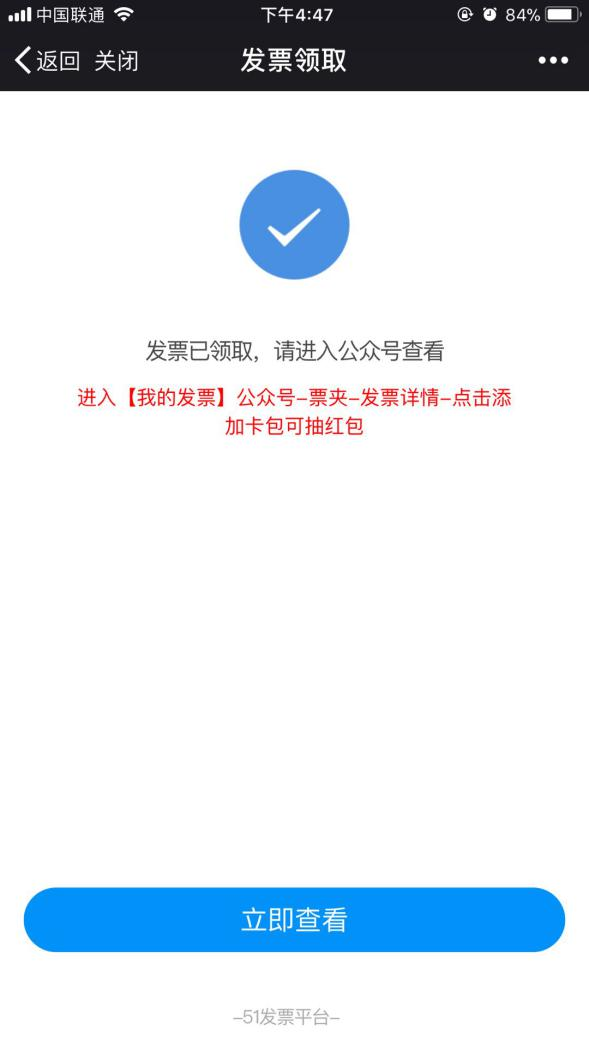 中国联通 下午4:47 84%
返回 关闭 发票领取
发票已领取，请进入公众号查看
进入【我的发票】公众号–票夹–发票详情–点击添
加卡包可抽红包
立即查看
–51发票平台–